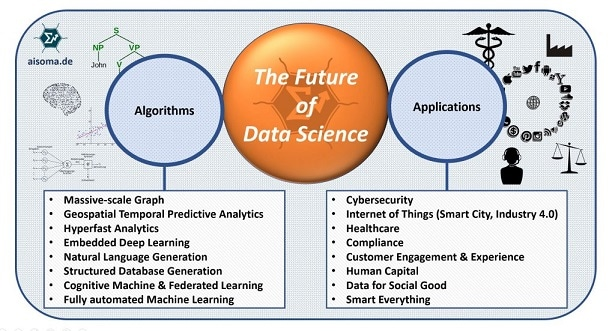 aisoma.de
S
NP VP
John V
The Future
of
Data Science
Algorithms
Applications
• Massive-scale Graph
• Geospatial Temporal Predictive Analytics
• Hyperfast Analytics
• Embedded Deep Learning
• Natural Language Generation
• Structured Database Generation
• Cognitive Machine & Federated Learning
• Fully automated Machine Learning
• Cybersecurity
• Internet of Things (Smart City, Industry 4.0)
• Healthcare
• Compliance
• Customer Engagement & Experience
• Human Capital
• Data for Social Good
• Smart Everything